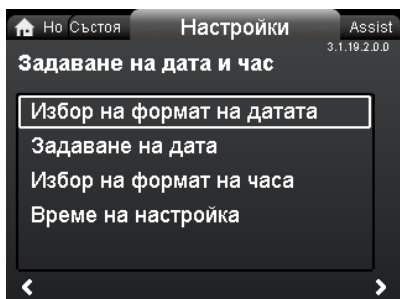 Но Състоя Настройки Assist
3.1.19.2.0.0
Задаване на дата и час
Избор на формат на датата
Задаване на дата
Избор на формат на часа
Време на настройка